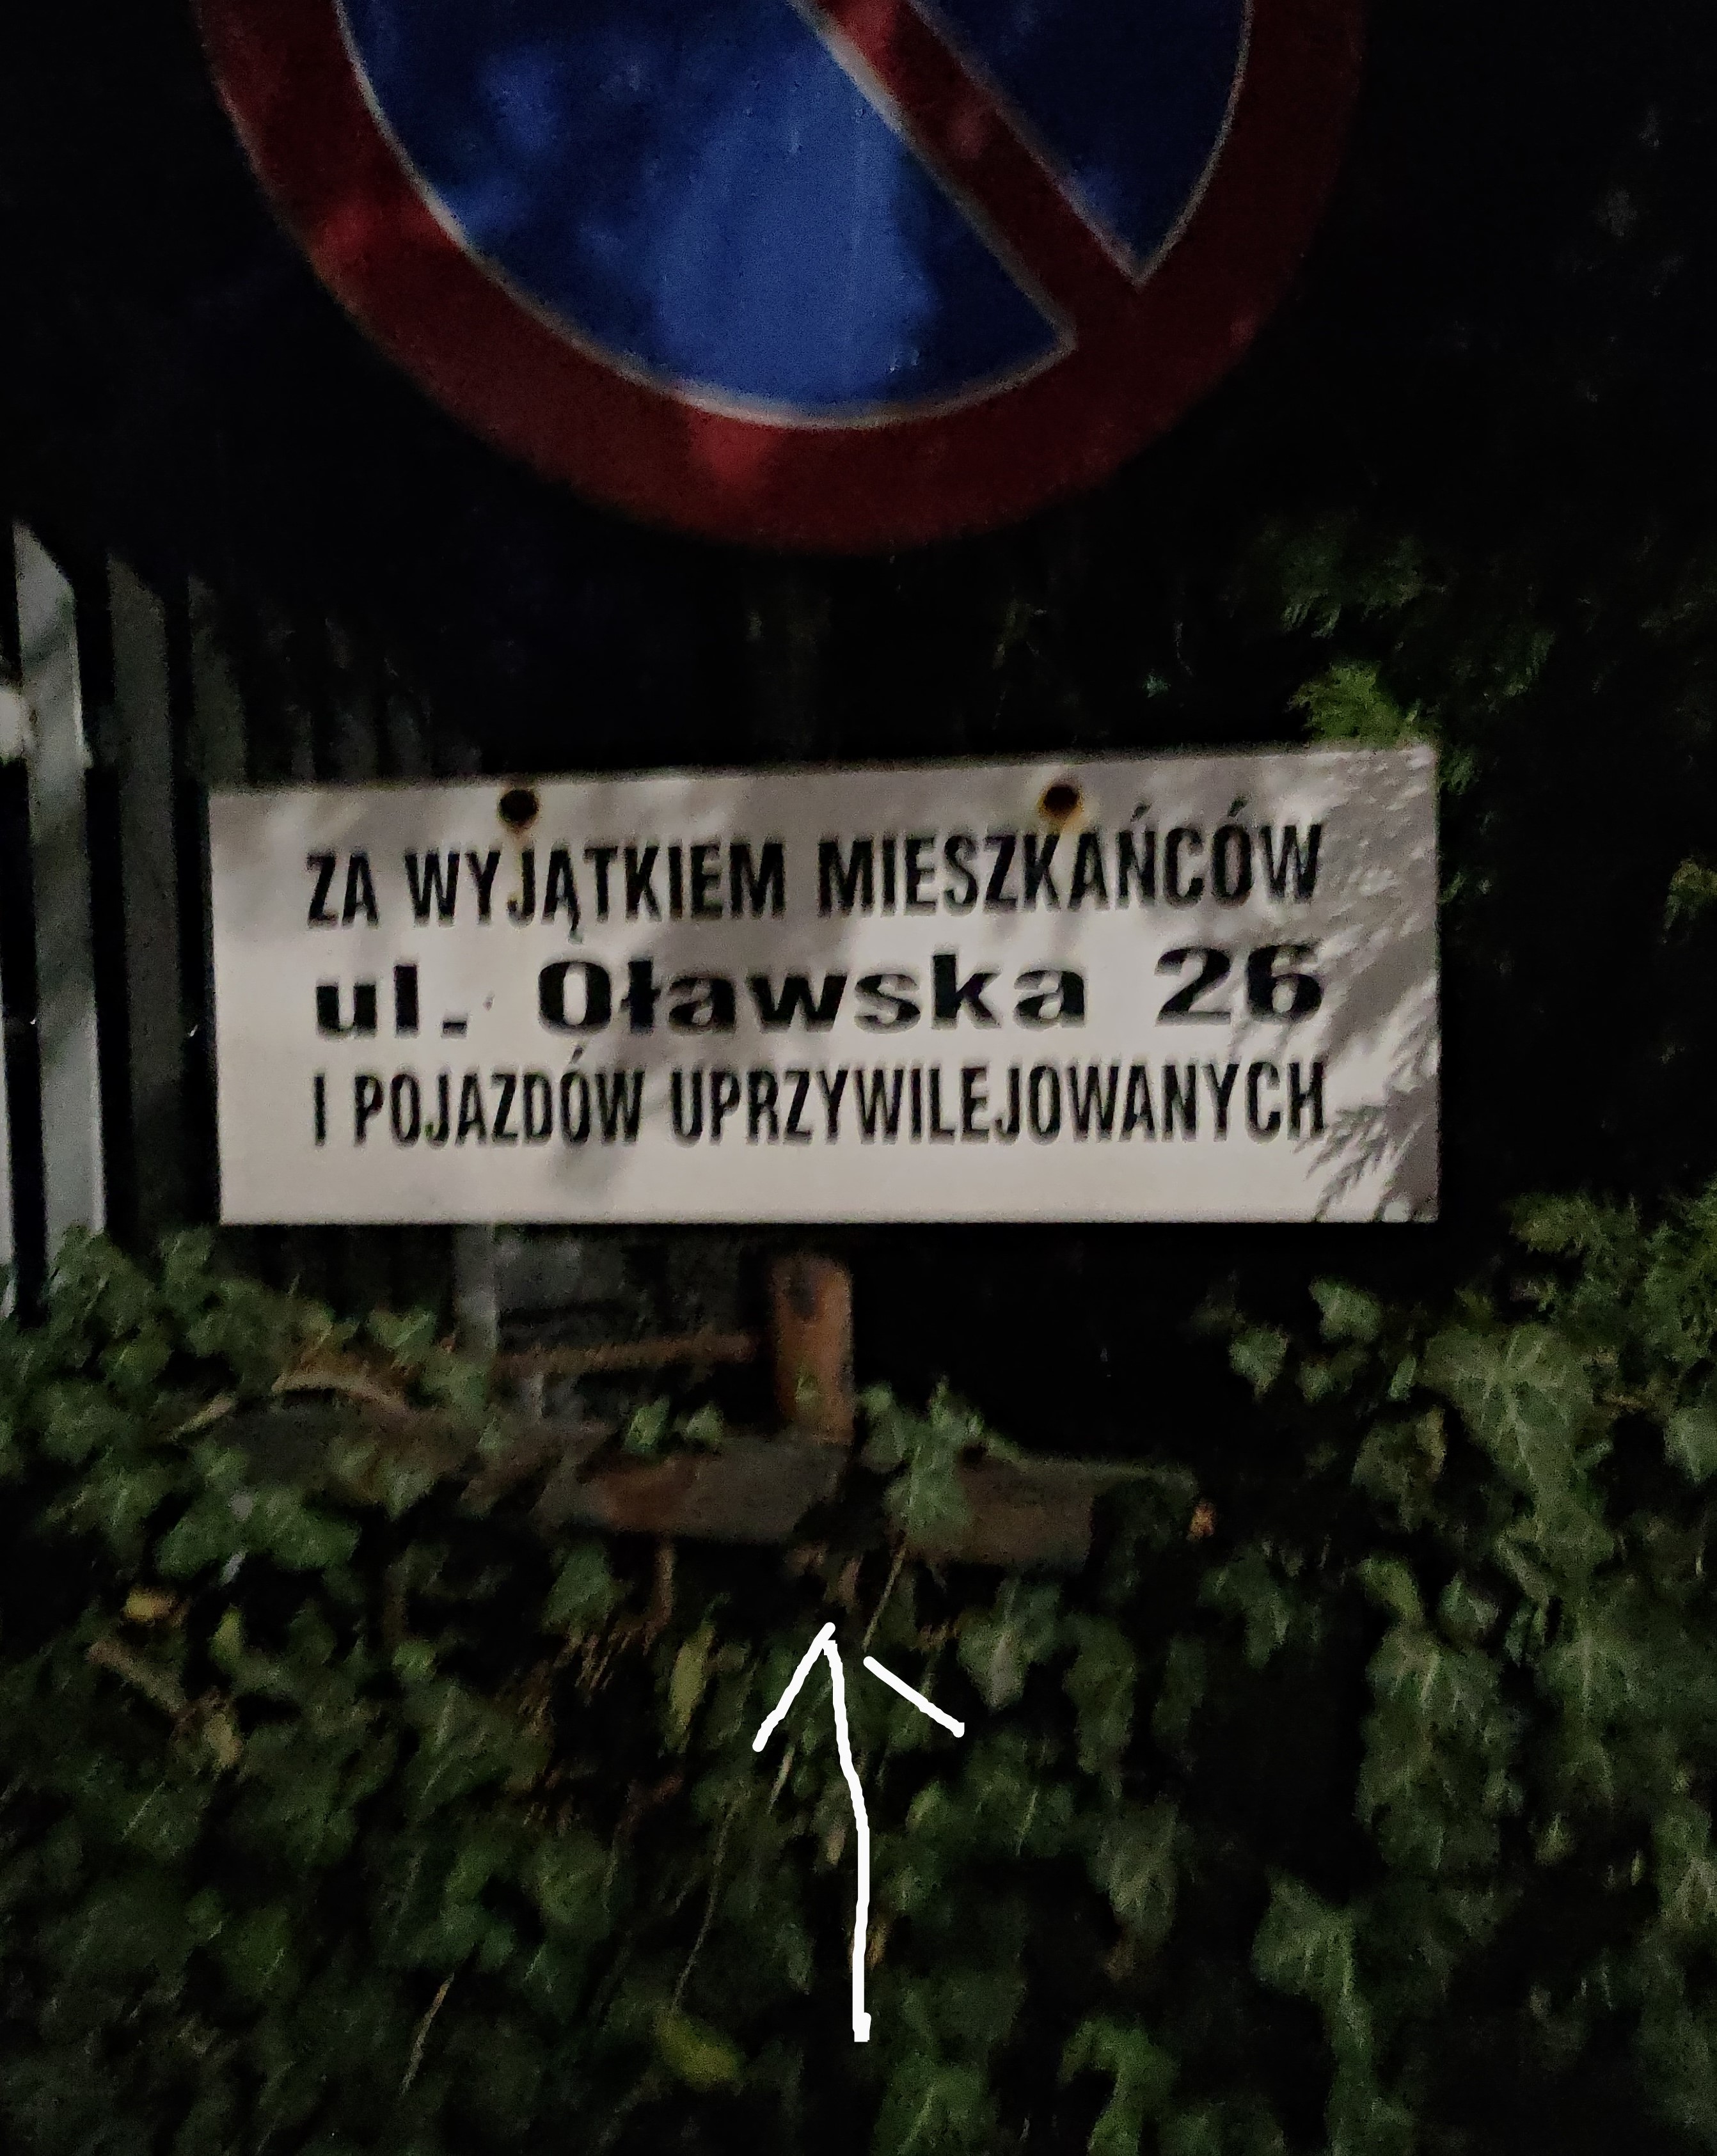 ZA WYJĄTKIEM MIESZKAŃCÓW
ul. Oławska 26
I POJAZDÓW UPRZYWILEJOWANYCH